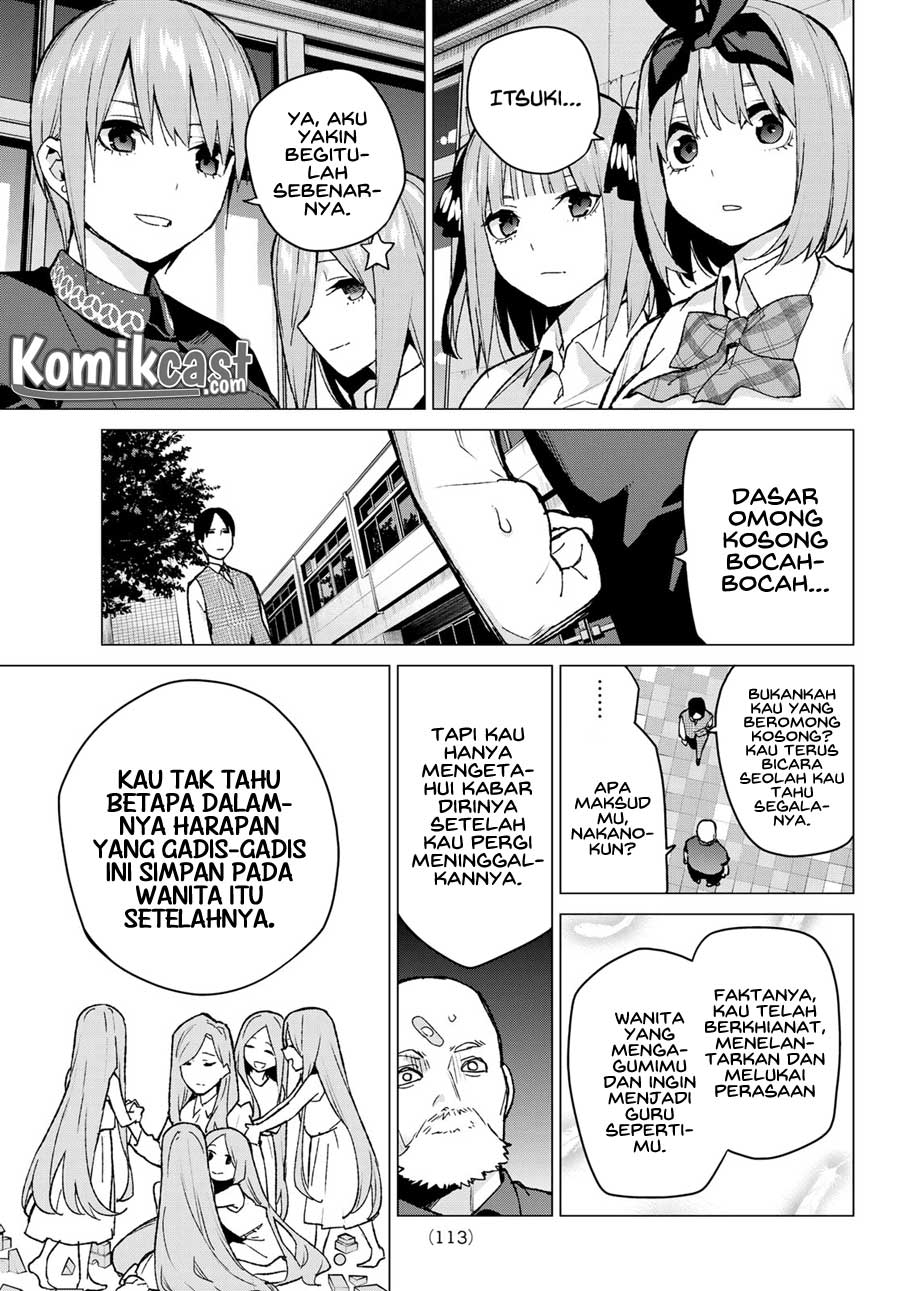 ITSUKI...
YA, AKU
YAKIN
BEGITU-
LAH
SEBENAR-
NYA.
Komikcast
.com
DASAR
OMONG
KOSONG
BOCAH-
BOCAH...
BUKANKAH
KAU YANG
BEROMONG
KOSONG?
KAU TERUS
BICARA
SEOLAH KAU
TAHU
SEGALA-
NYA.
......
APA
MAKSUD
MU,
NAKANO-
KUN?
FAKTANYA,
KAU TELAH
BERKHIANAT,
MENELAN-
TARKAN DAN
MELUKAI
PERASAAN
WANITA
YANG
MENGA-
GUMIMU
DAN INGIN
MENJADI
GURU
SEPERTI-
MU.
TAPI KAU
HANYA
MENGETA-
HUI KABAR
DIRINYA
SETELAH
KAU PERGI
MENINGGAL-
KANNYA.
KAU TAK TAHU
BETAPA DALAM-
NYA HARAPAN
YANG GADIS-GADIS
INI SIMPAN PADA
WANITA ITU
SETELAHNYA.
(113)